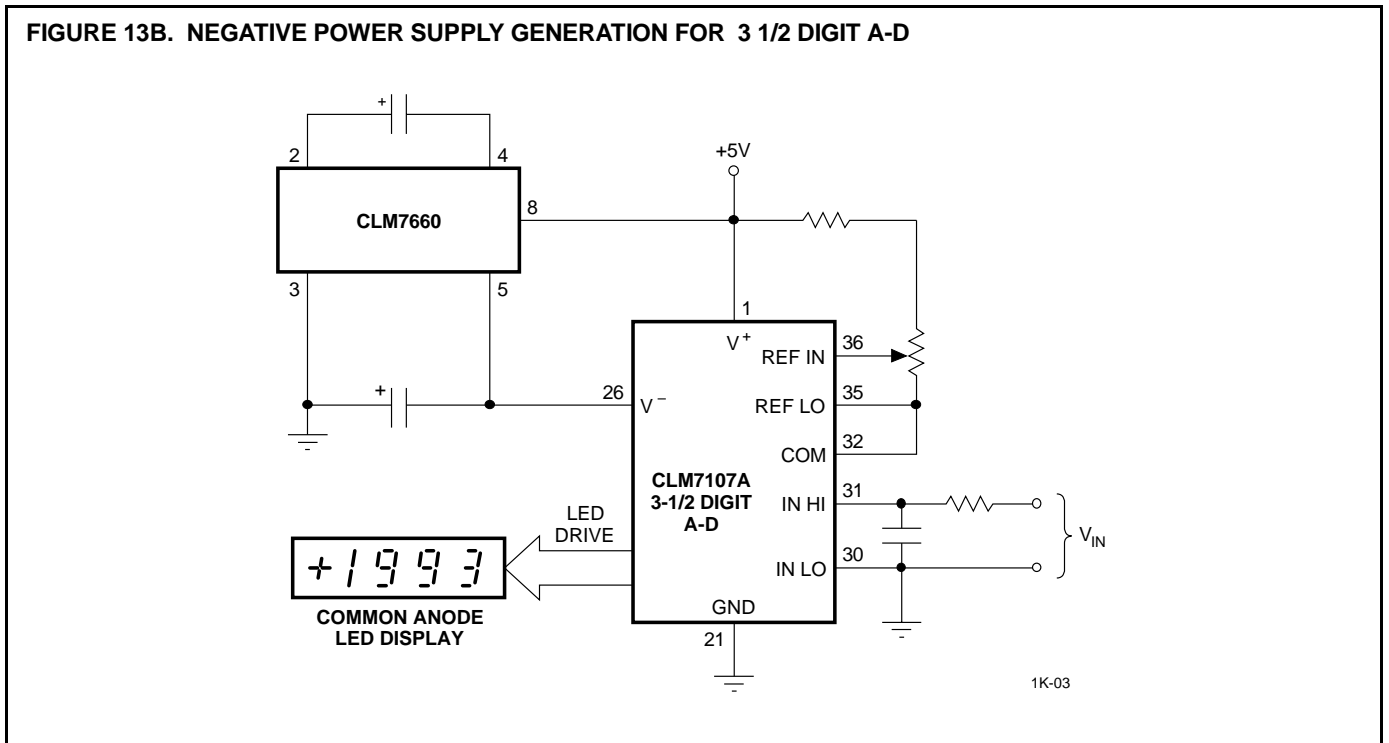 FIGURE 13B. NEGATIVE POWER SUPPLY GENERATION FOR 3 1/2 DIGIT A-D
+
2
4
+5V
CLM7660
8
3
5
1
V+
REF IN
36
+
26
V−
REF LO
35
COM
32
CLM7107A
3-1/2 DIGIT
A-D
IN HI
31
LED
DRIVE
VIN
+1993
IN LO
30
COMMON ANODE
LED DISPLAY
GND
21
1K-03